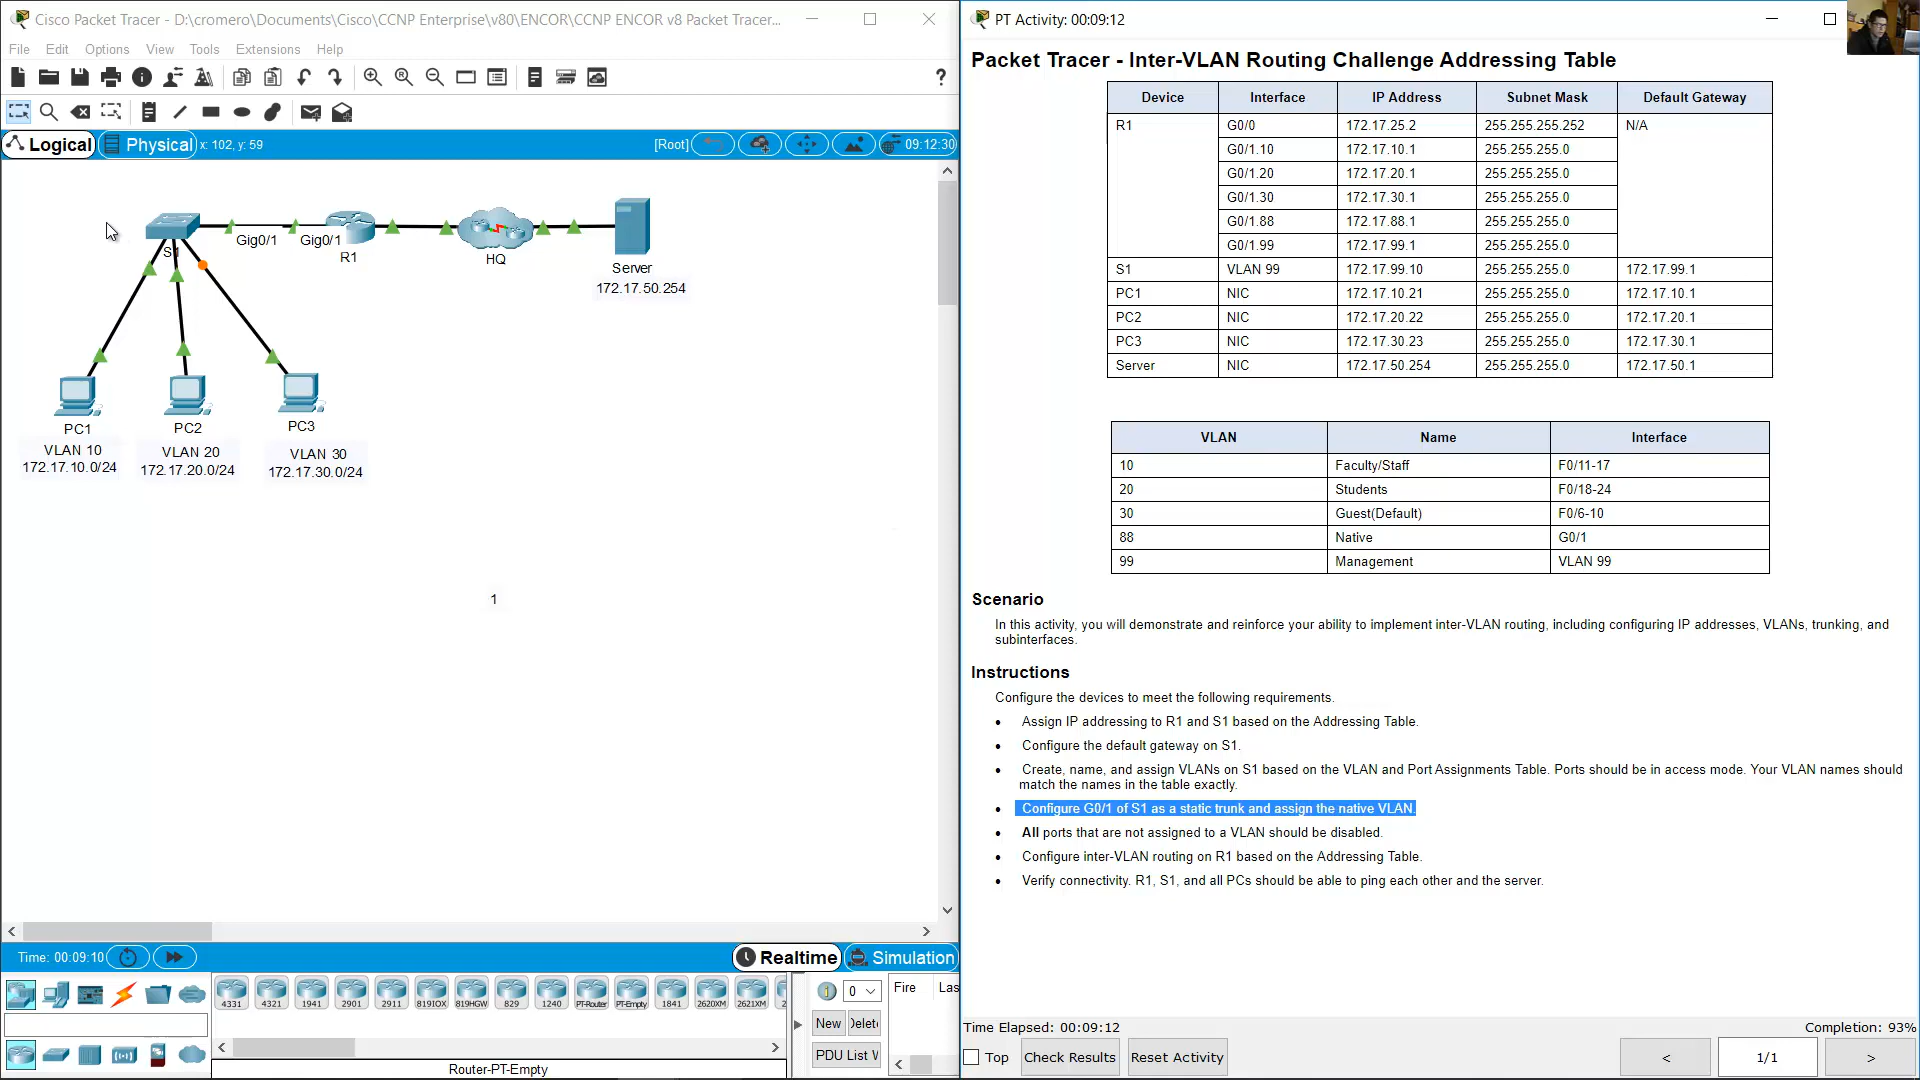 Cisco Packet Tracer - D:\cromero\Documents\Cisco\CCNP Enterprise\v80\ENCOR\CCNP ENCOR v8 Packet Tracer...
File Edit Options View Tools Extensions Help
?
Logical Physical x: 102, y: 59 [Root] 09:12:30
S1
Gig0/1 Gig0/1
R1
HQ
Server
172.17.50.254
PC1 PC2 PC3
VLAN 10 VLAN 20 VLAN 30
172.17.10.0/24 172.17.20.0/24 172.17.30.0/24
1
Time: 00:09:10 Realtime Simulation
4331 4321 1941 2901 2911 819IOX 819HGW 829 1240 PT-Router PT-Empty 1841 2620XM 2621XM 2
0 Fire Las
New Delete
PDU List W
Router-PT-Empty
PT Activity: 00:09:12
Packet Tracer - Inter-VLAN Routing Challenge Addressing Table
Device Interface IP Address Subnet Mask Default Gateway
R1 G0/0 172.17.25.2 255.255.255.252 N/A
G0/1.10 172.17.10.1 255.255.255.0
G0/1.20 172.17.20.1 255.255.255.0
G0/1.30 172.17.30.1 255.255.255.0
G0/1.88 172.17.88.1 255.255.255.0
G0/1.99 172.17.99.1 255.255.255.0
S1 VLAN 99 172.17.99.10 255.255.255.0 172.17.99.1
PC1 NIC 172.17.10.21 255.255.255.0 172.17.10.1
PC2 NIC 172.17.20.22 255.255.255.0 172.17.20.1
PC3 NIC 172.17.30.23 255.255.255.0 172.17.30.1
Server NIC 172.17.50.254 255.255.255.0 172.17.50.1
VLAN Name Interface
10 Faculty/Staff F0/11-17
20 Students F0/18-24
30 Guest(Default) F0/6-10
88 Native G0/1
99 Management VLAN 99
Scenario
In this activity, you will demonstrate and reinforce your ability to implement inter-VLAN routing, including configuring IP addresses, VLANs, trunking, and
subinterfaces.
Instructions
Configure the devices to meet the following requirements.
• Assign IP addressing to R1 and S1 based on the Addressing Table.
• Configure the default gateway on S1.
• Create, name, and assign VLANs on S1 based on the VLAN and Port Assignments Table. Ports should be in access mode. Your VLAN names should
match the names in the table exactly.
• Configure G0/1 of S1 as a static trunk and assign the native VLAN.
• All ports that are not assigned to a VLAN should be disabled.
• Configure inter-VLAN routing on R1 based on the Addressing Table.
• Verify connectivity. R1, S1, and all PCs should be able to ping each other and the server.
Time Elapsed: 00:09:12 Completion: 93%
Top Check Results Reset Activity < 1/1 >